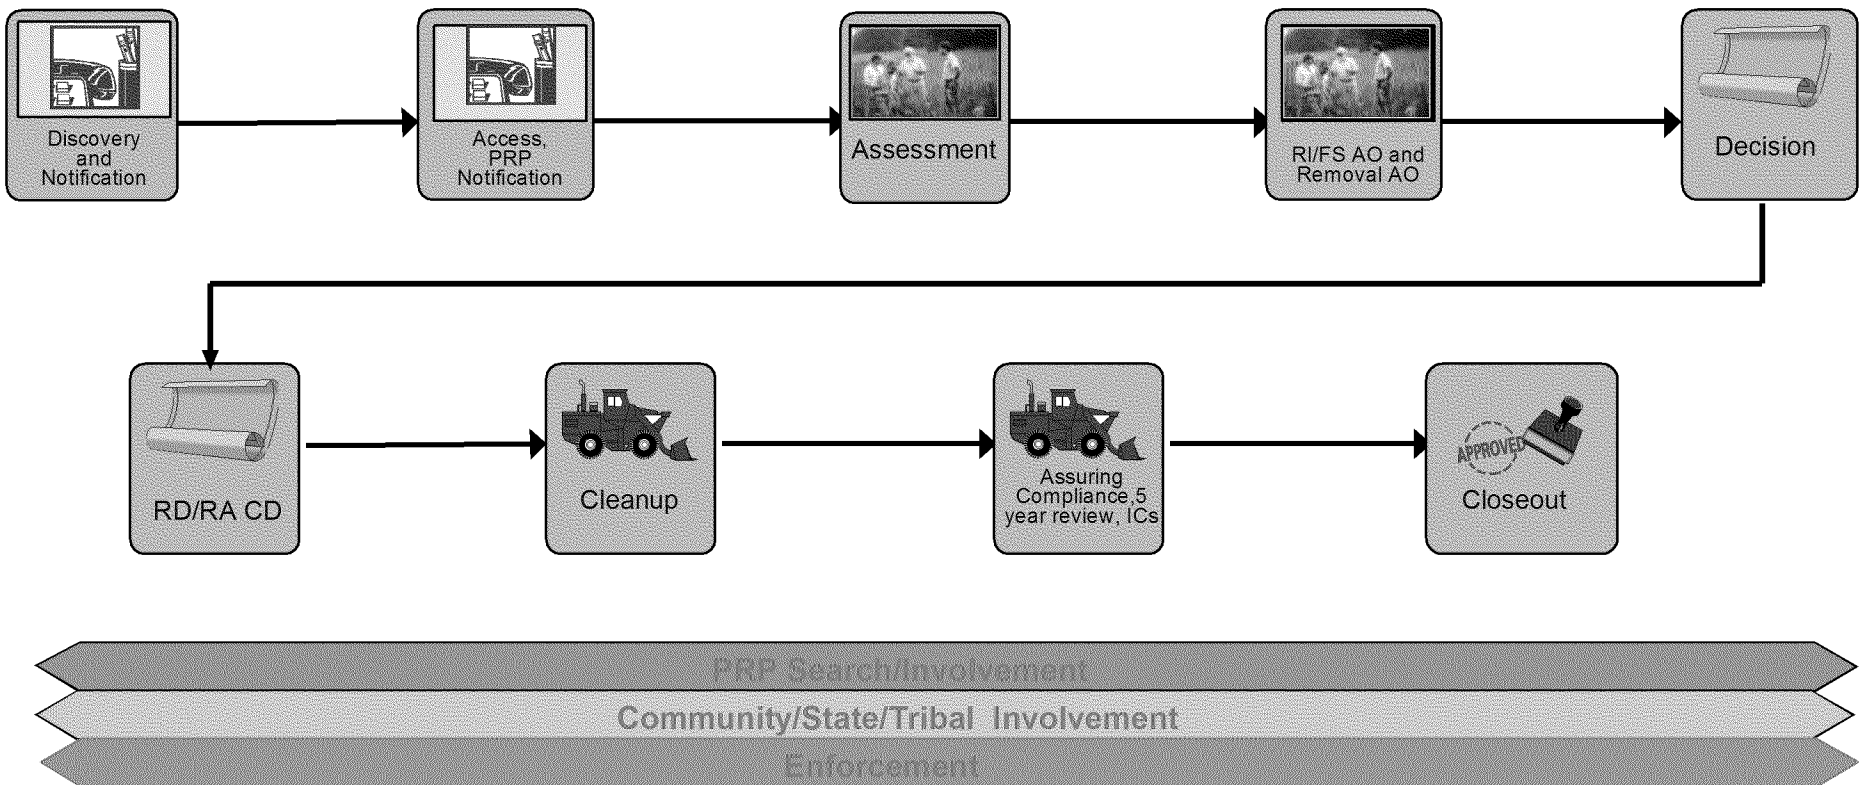 Discovery
and
Notification
Access,
PRP
Notification
Assessment
RI/FS AO and
Removal AO
Decision
RD/RA CD
Cleanup
Assuring
Compliance,5
year review, ICs
APPROVED
Closeout
PRP Search/Involvement
Community/State/Tribal Involvement
Enforcement